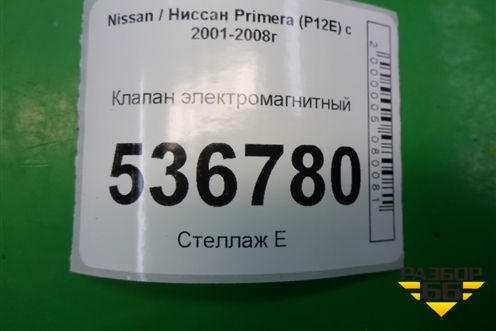 Nissan / Ниссан Primera (P12E) с
2001-2008г
Клапан электромагнитный
536780
Стеллаж Е
2000005080081
РАЗБОР
66